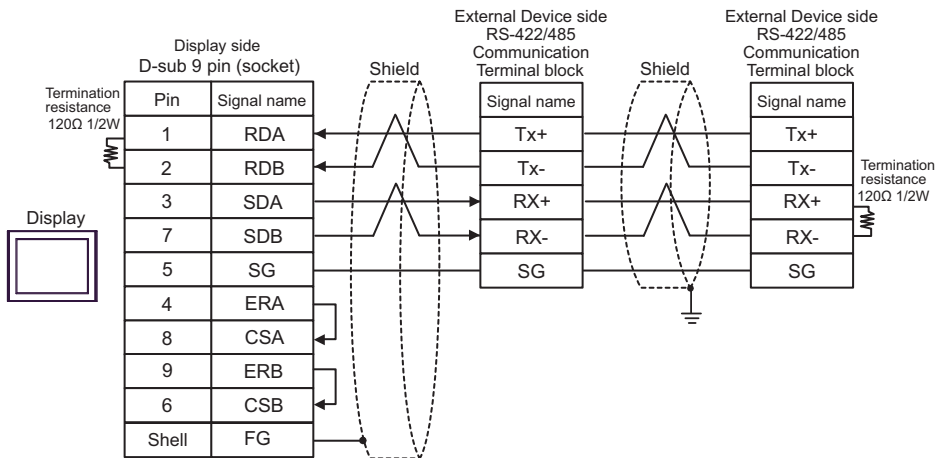 Display side
D-sub 9 pin (socket)
Shield
External Device side
RS-422/485
Communication
Terminal block
Shield
External Device side
RS-422/485
Communication
Terminal block
Termination
resistance
120Ω 1/2W
Pin Signal name
1 RDA
2 RDB
3 SDA
7 SDB
5 SG
4 ERA
8 CSA
9 ERB
6 CSB
Shell FG
Display
Signal name
Tx+
Tx-
RX+
RX-
SG
Signal name
Tx+
Tx-
RX+
RX-
SG
Termination
resistance
120Ω 1/2W